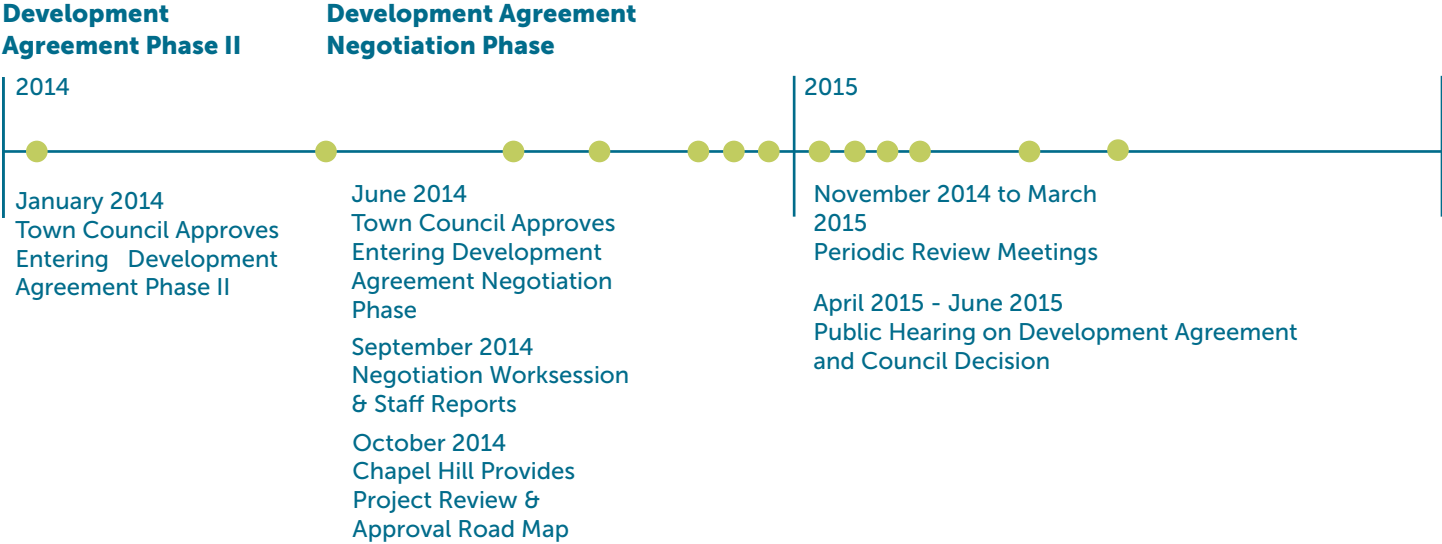 Development
Agreement Phase II
Development Agreement
Negotiation Phase
2014
2015
January 2014
Town Council Approves
Entering Development
Agreement Phase II
June 2014
Town Council Approves
Entering Development
Agreement Negotiation
Phase
September 2014
Negotiation Worksession
& Staff Reports
October 2014
Chapel Hill Provides
Project Review &
Approval Road Map
November 2014 to March
2015
Periodic Review Meetings
April 2015 - June 2015
Public Hearing on Development Agreement
and Council Decision